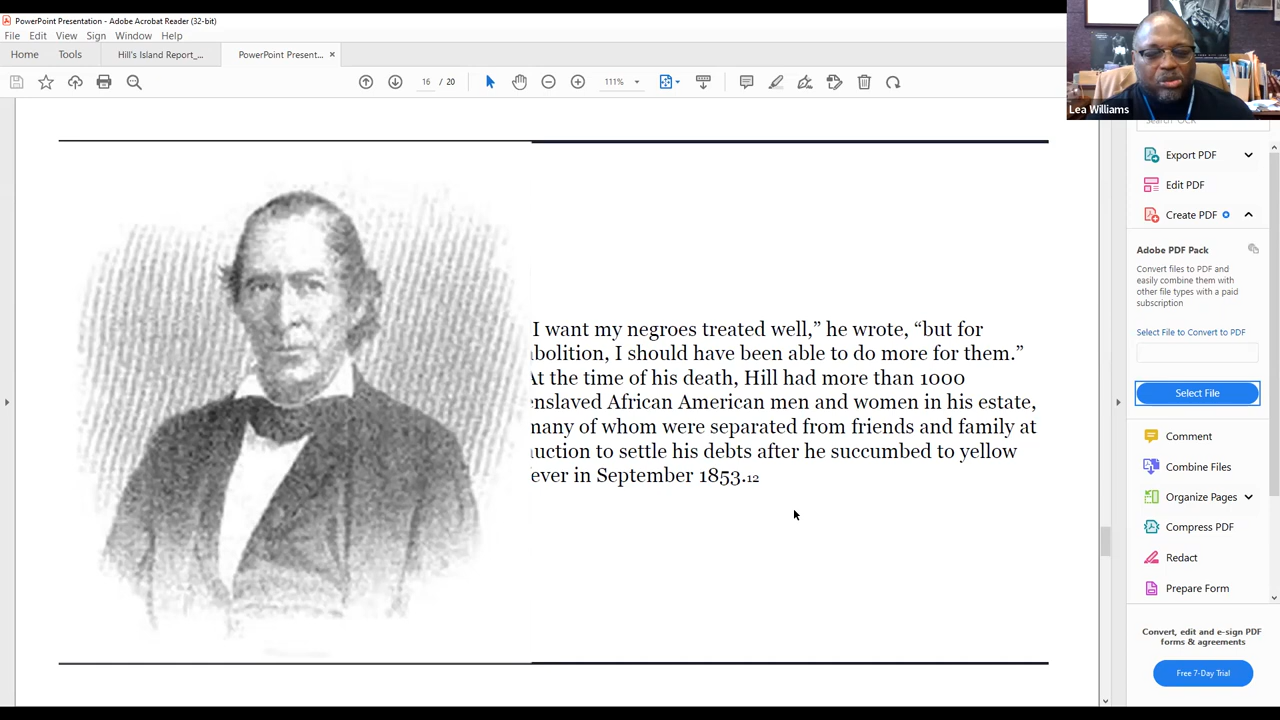 PowerPoint Presentation - Adobe Acrobat Reader (32-bit)
File Edit View Sign Window Help
Home Tools Hill's Island Report_... PowerPoint Present... ×
16 / 20 111%
Lea Williams
Export PDF
Edit PDF
Create PDF
Adobe PDF Pack
Convert files to PDF and
easily combine them with
other file types with a paid
subscription
Select File to Convert to PDF
Select File
Comment
Combine Files
Organize Pages
Compress PDF
Redact
Prepare Form
Convert, edit and e-sign PDF
forms & agreements
Free 7-Day Trial
I want my negroes treated well,” he wrote, “but for
bolition, I should have been able to do more for them.”
At the time of his death, Hill had more than 1000
enslaved African American men and women in his estate,
many of whom were separated from friends and family at
uction to settle his debts after he succumbed to yellow
ever in September 1853.12